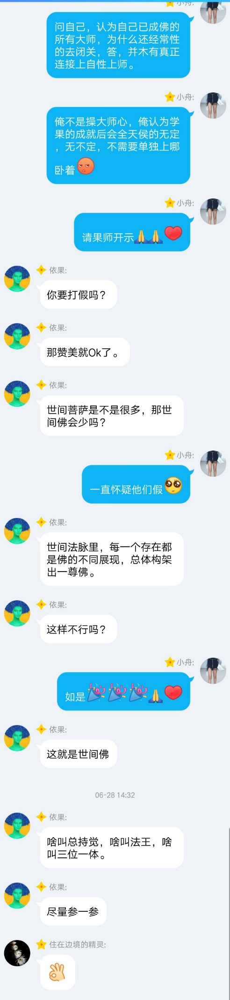 小舟:
问自己，认为自己已成佛的
所有大师，为什么还经常性
的去闭关，答，并木有真正
连接上自性上师。
小舟:
俺不是操大师心，俺认为学
果的成就后会全天侯的无定
，无不定，不需要单独上哪
卧着
小舟:
请果师开示
依果:
你要打假吗？
依果:
那赞美就Ok了。
依果:
世间菩萨是不是很多，那世
间佛会少吗？
小舟:
一直怀疑他们假
依果:
世间法脉里，每一个存在都
是佛的不同展现，总体构架
出一尊佛。
依果:
这样不行吗？
小舟:
如是
依果:
这就是世间佛
06-28 14:32
依果:
啥叫总持觉，啥叫法王，啥
叫三位一体。
依果:
尽量参一参
住在边境的精灵: